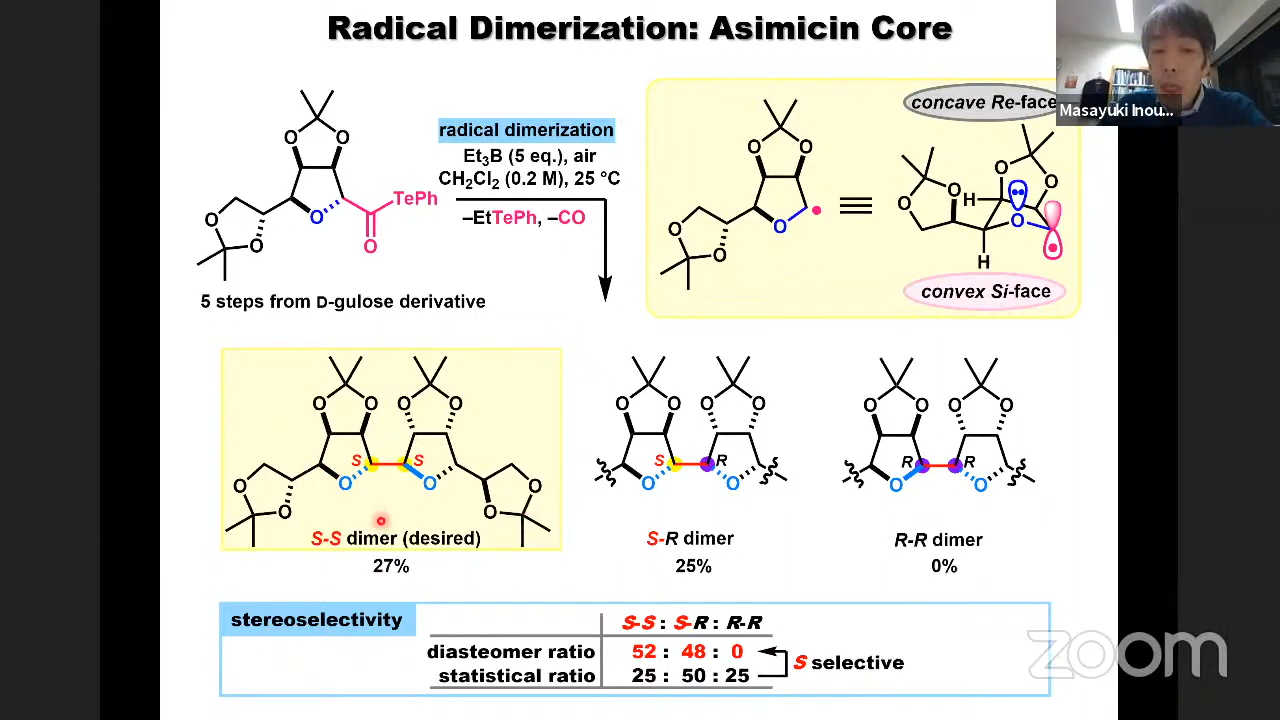 Radical Dimerization: Asimicin Core
Masayuki Inou...
radical dimerization
Et₃B (5 eq.), air
CH₂Cl₂ (0.2 M), 25 °C
–EtTePh, –CO
O O
O
TePh
O
O
O
5 steps from D-gulose derivative
concave Re-face
O O
O
O
O
O
O
H
O
O
O
H
convex Si-face
O O O O
S S
O O
O O
O O
S-S dimer (desired)
27%
O O O O
S R
O O
S-R dimer
25%
O O O O
R R
O O
R-R dimer
0%
stereoselectivity
S-S : S-R : R-R
diasteomer ratio 52 : 48 : 0
statistical ratio 25 : 50 : 25
S selective
zoom